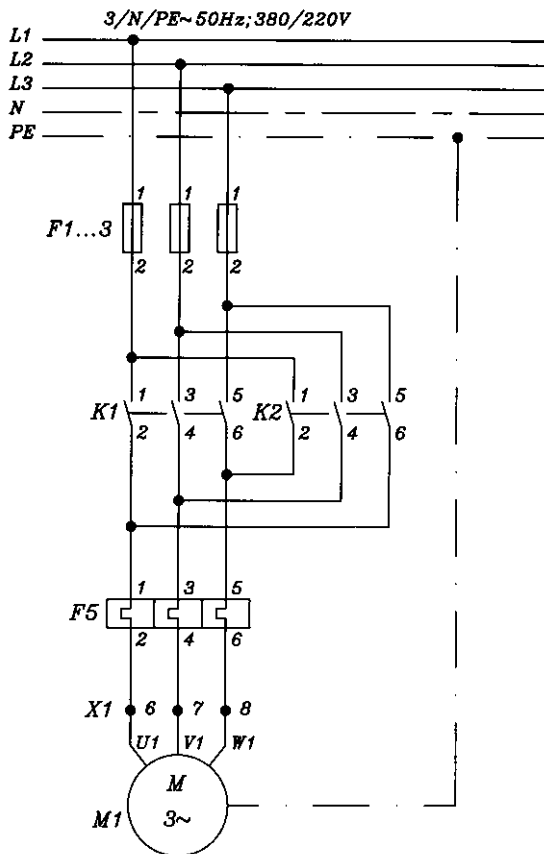 3/N/PE~50Hz;380/220V
L1
L2
L3
N
PE
1 1 1
F1...3
2 2 2
1 3 5 1 3 5
K1 K2
2 4 6 2 4 6
1 3 5
F5
2 4 6
X1 6 7 8
U1 V1 W1
M
M1 3~